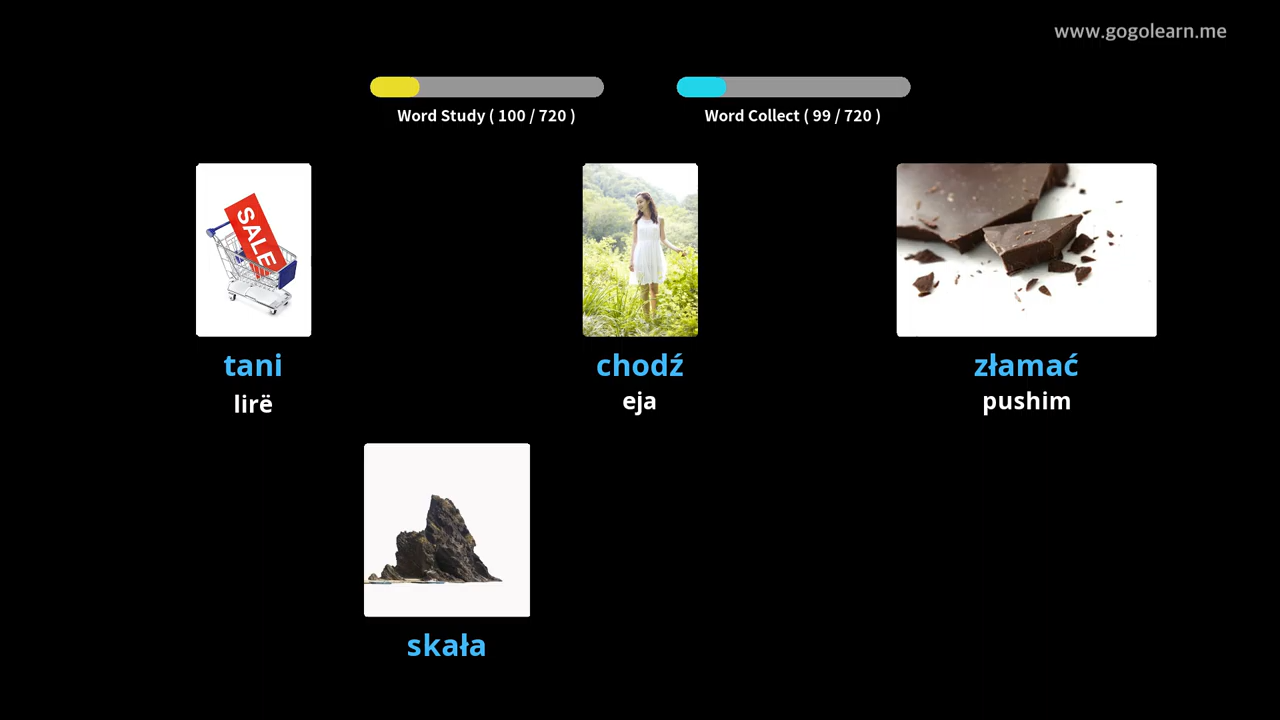 www.gogolearn.me
Word Study ( 100 / 720 )
Word Collect ( 99 / 720 )
SALE
tani
lirë
chodź
eja
złamać
pushim
skała